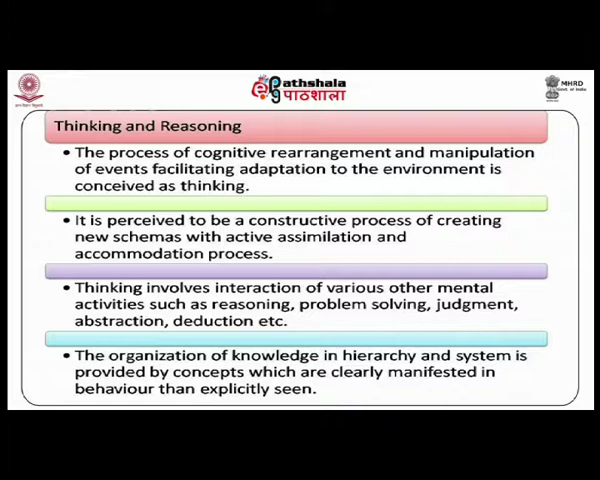 Pathshala
पाठशाला
MHRD
Govt. of India
Thinking and Reasoning
• The process of cognitive rearrangement and manipulation
of events facilitating adaptation to the environment is
conceived as thinking.
• It is perceived to be a constructive process of creating
new schemas with active assimilation and
accommodation process.
• Thinking involves interaction of various other mental
activities such as reasoning, problem solving, judgment,
abstraction, deduction etc.
• The organization of knowledge in hierarchy and system is
provided by concepts which are clearly manifested in
behaviour than explicitly seen.